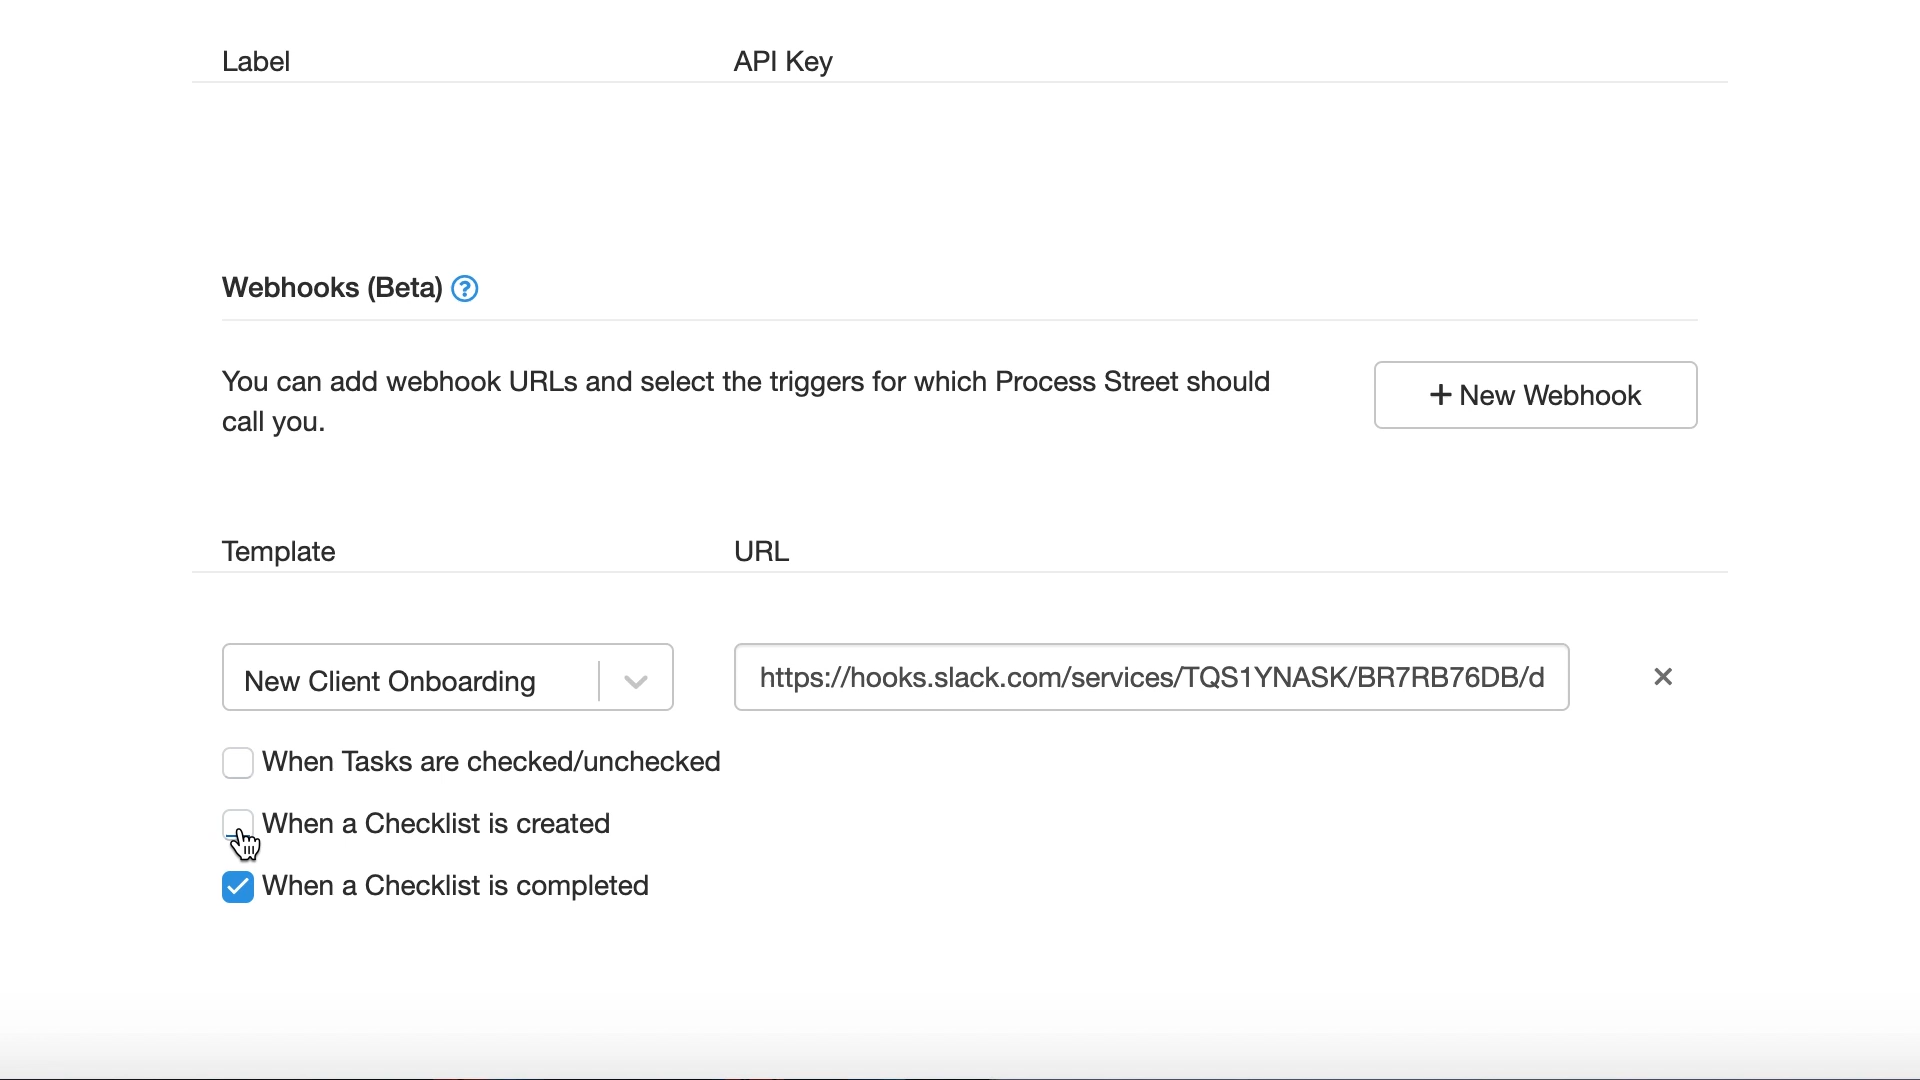 Label API Key
Webhooks (Beta) ?
You can add webhook URLs and select the triggers for which Process Street should
call you.
+ New Webhook
Template URL
New Client Onboarding https://hooks.slack.com/services/TQS1YNASK/BR7RB76DB/d
When Tasks are checked/unchecked
When a Checklist is created
When a Checklist is completed